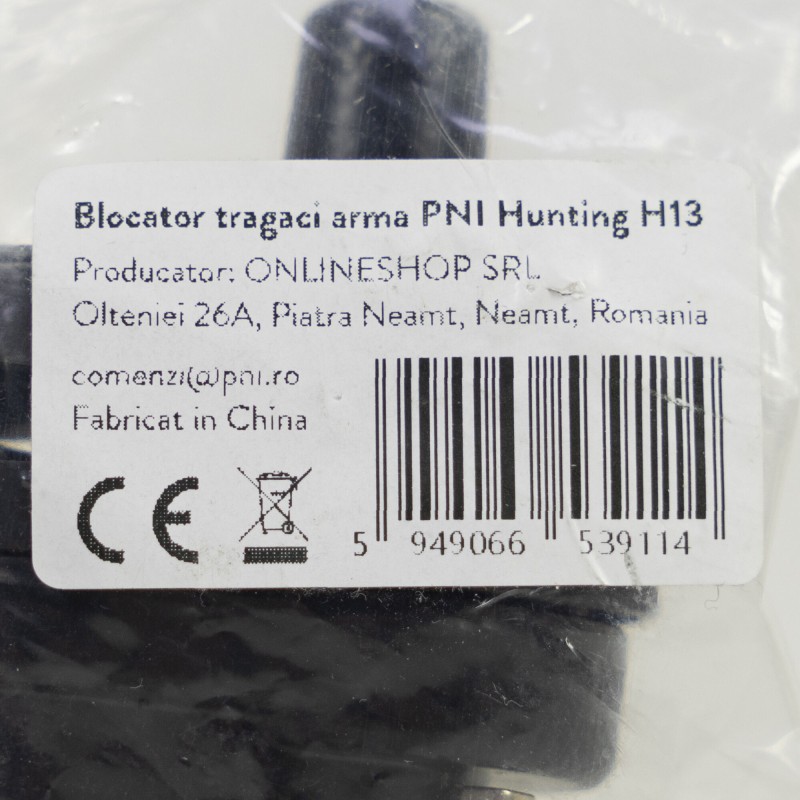 Blocator tragaci arma PNI Hunting H13
Producator: ONLINESHOP SRL
Olteniei 26A, Piatra Neamt, Neamt, Romania
comenzi@pni.ro
Fabricat in China
CE
5 949066 539114